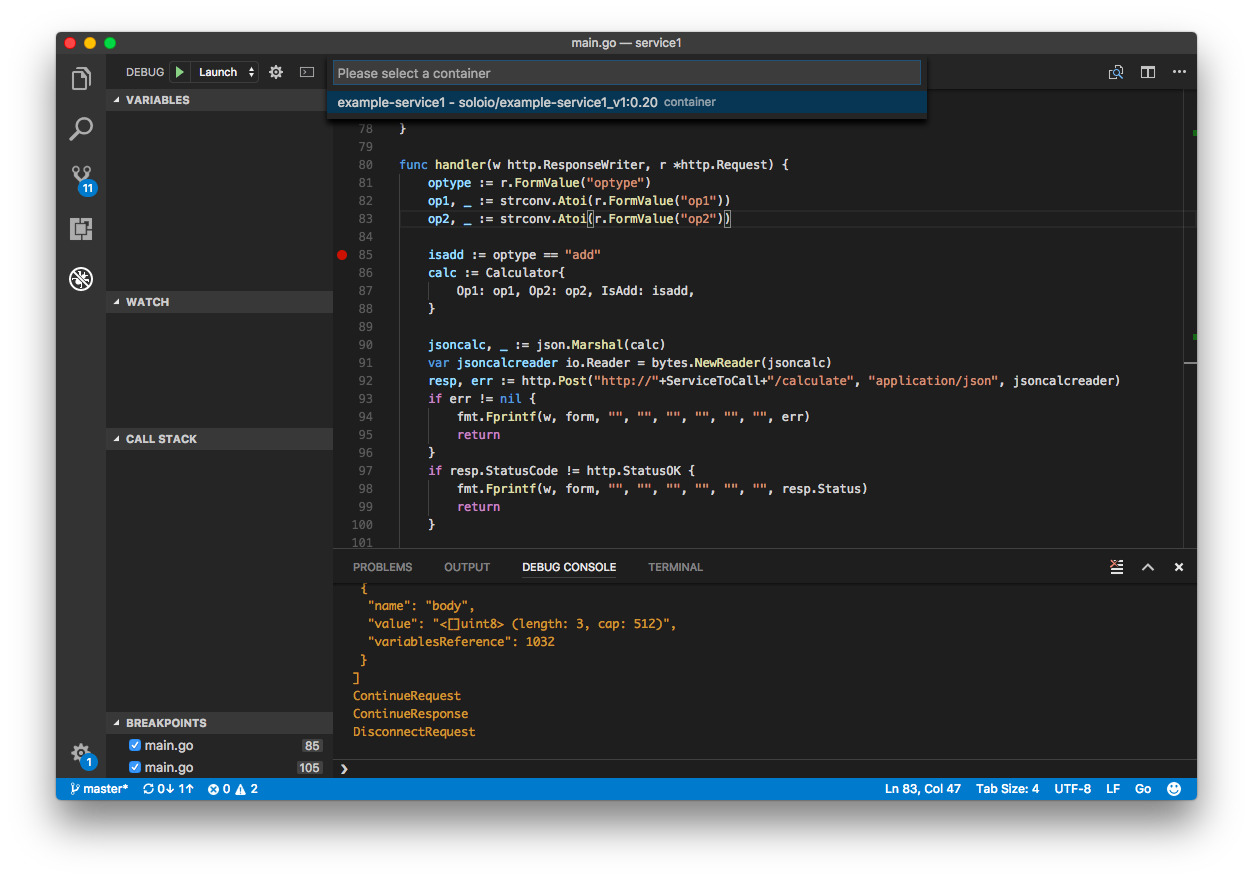 main.go — service1
DEBUG Launch
Please select a container
example-service1 - soloio/example-service1_v1:0.20 container
VARIABLES
WATCH
CALL STACK
BREAKPOINTS
main.go 85
main.go 105
11
1
78 }
79
80 func handler(w http.ResponseWriter, r *http.Request) {
81 optype := r.FormValue("optype")
82 op1, _ := strconv.Atoi(r.FormValue("op1"))
83 op2, _ := strconv.Atoi(r.FormValue("op2"))
84
85 isadd := optype == "add"
86 calc := Calculator{
87 Op1: op1, Op2: op2, IsAdd: isadd,
88 }
89
90 jsoncalc, _ := json.Marshal(calc)
91 var jsoncalcreader io.Reader = bytes.NewReader(jsoncalc)
92 resp, err := http.Post("http://"+ServiceToCall+"/calculate", "application/json", jsoncalcreader)
93 if err != nil {
94 fmt.Fprintf(w, form, "", "", "", "", "", "", err)
95 return
96 }
97 if resp.StatusCode != http.StatusOK {
98 fmt.Fprintf(w, form, "", "", "", "", "", "", resp.Status)
99 return
100 }
101
PROBLEMS OUTPUT DEBUG CONSOLE TERMINAL
{
"name": "body",
"value": "<[]uint8> (length: 3, cap: 512)",
"variablesReference": 1032
}
]
ContinueRequest
ContinueResponse
DisconnectRequest
master* 0↓ 1↑ 0 2 Ln 83, Col 47 Tab Size: 4 UTF-8 LF Go